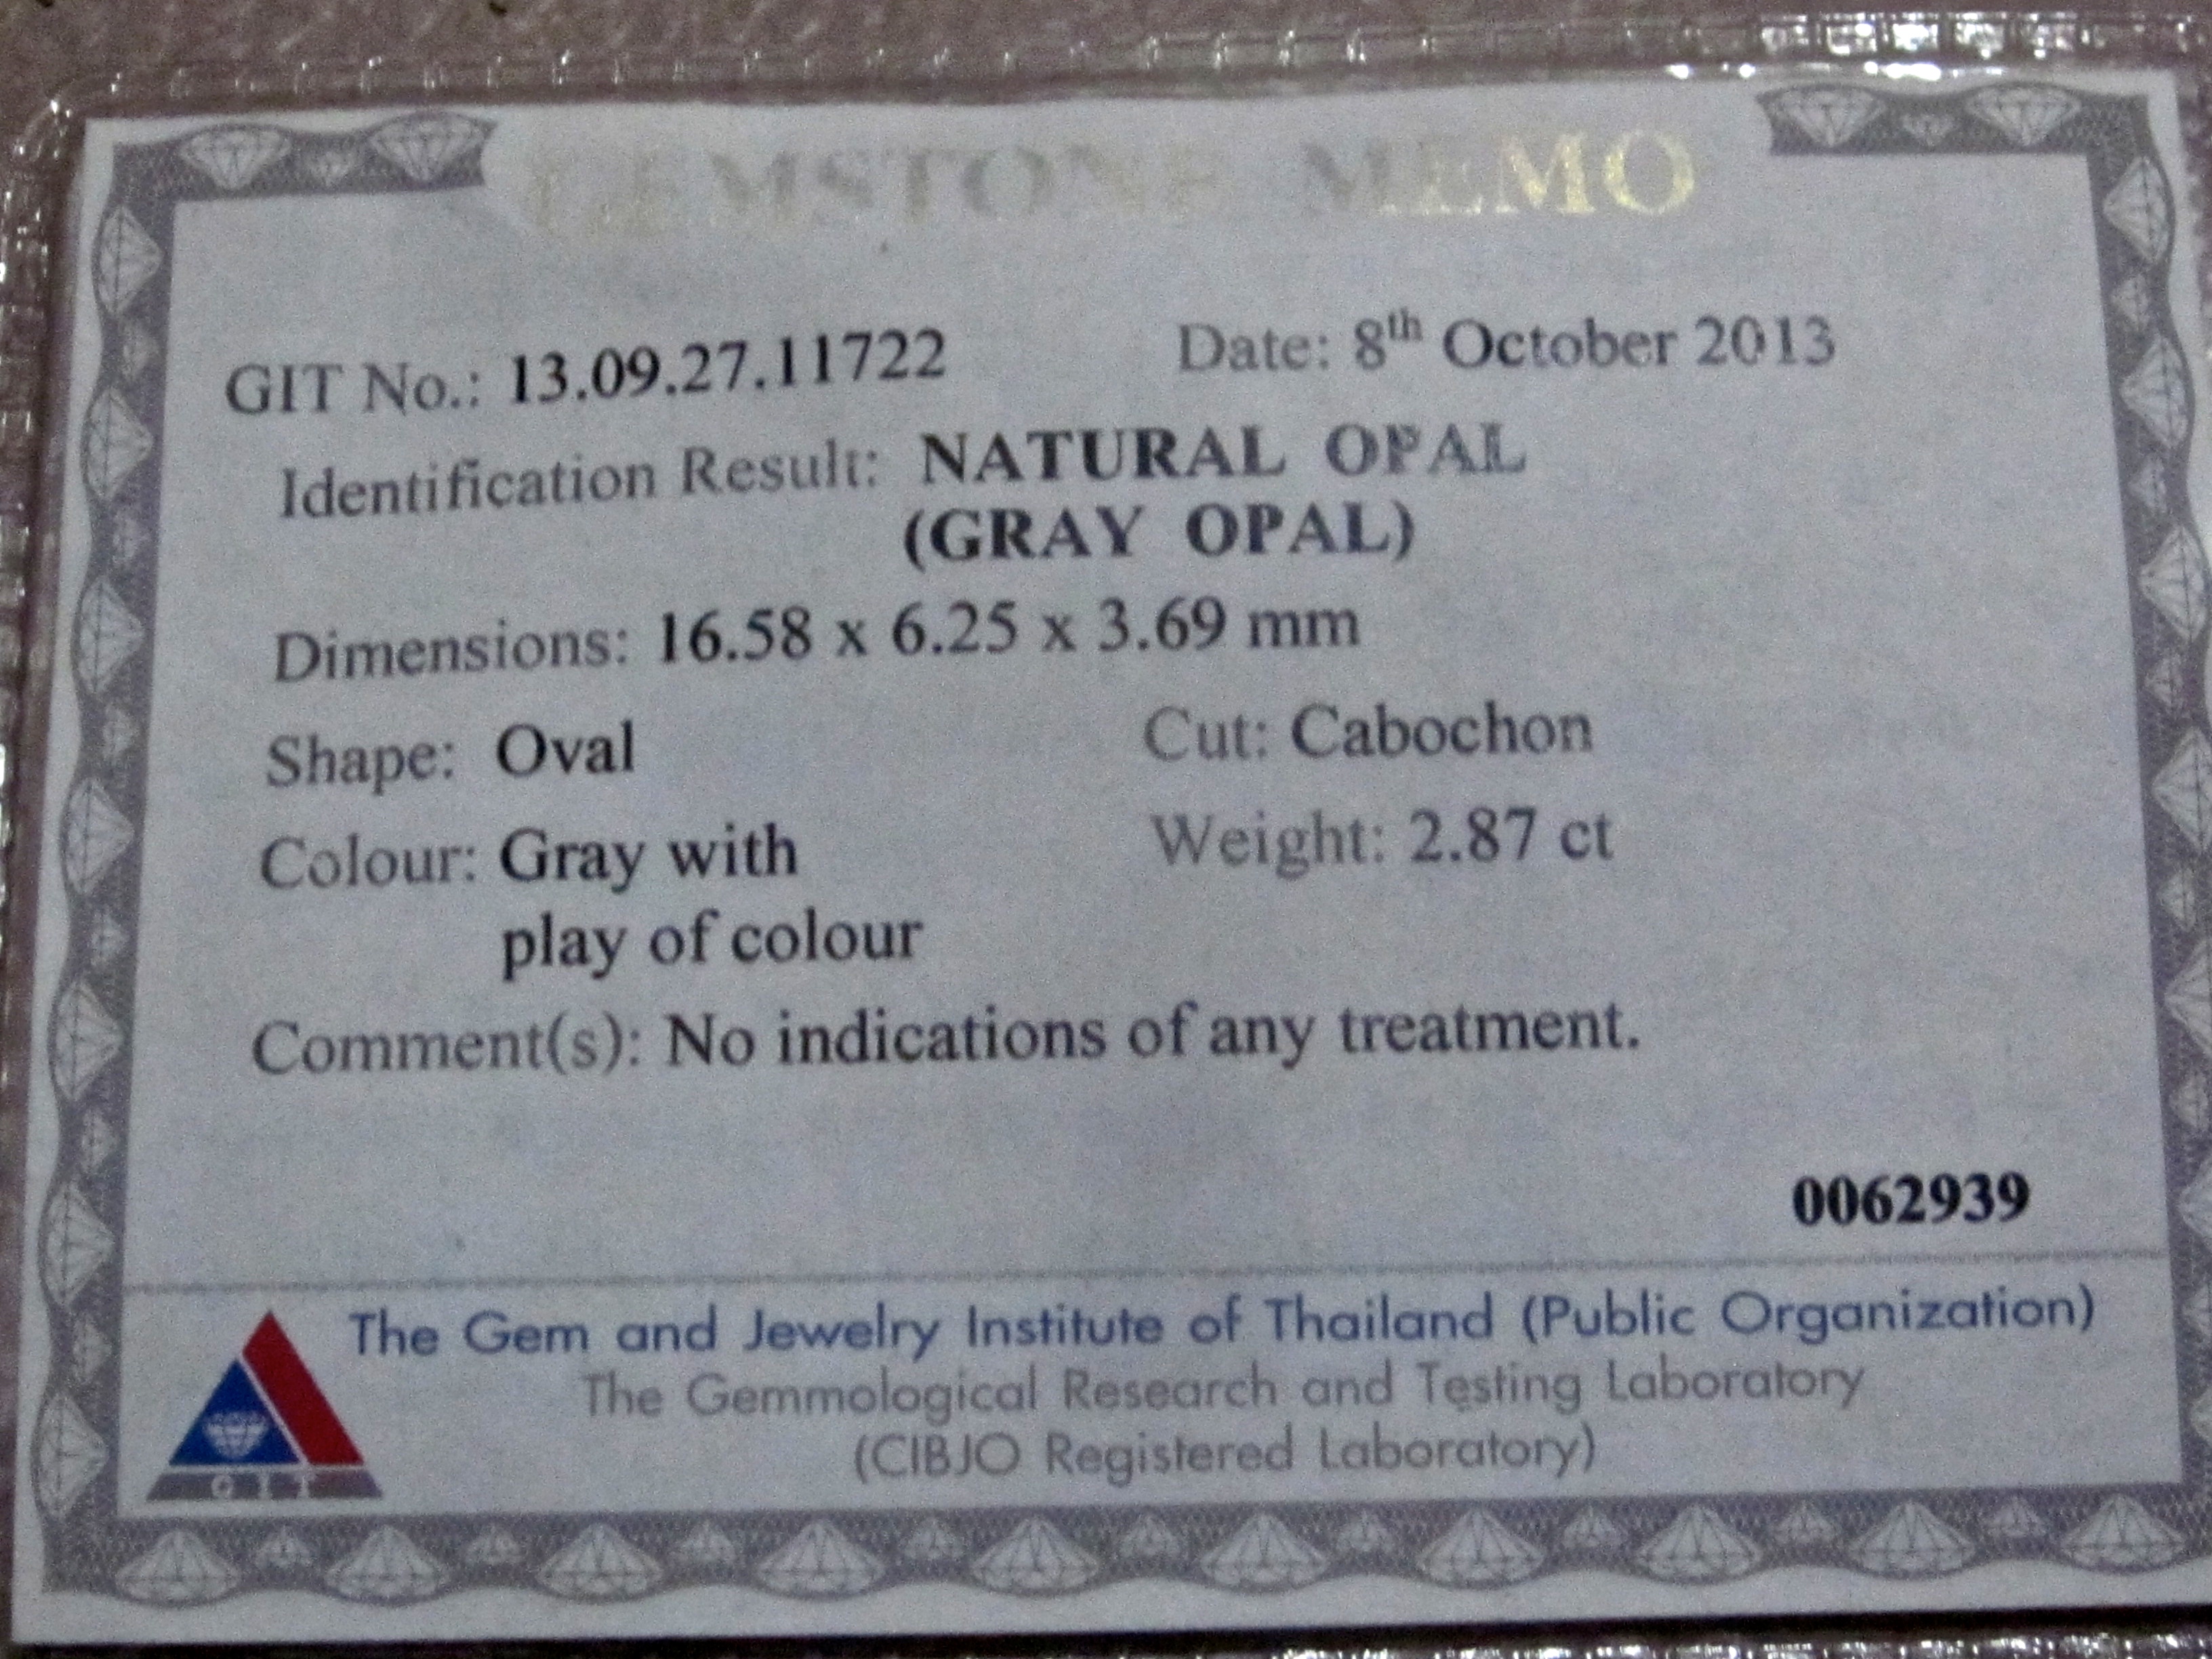 GEMSTONE MEMO
GIT No.: 13.09.27.11722 Date: 8th October 2013
Identification Result: NATURAL OPAL
(GRAY OPAL)
Dimensions: 16.58 x 6.25 x 3.69 mm
Shape: Oval Cut: Cabochon
Colour: Gray with Weight: 2.87 ct
play of colour
Comment(s): No indications of any treatment.
0062939
The Gem and Jewelry Institute of Thailand (Public Organization)
The Gemmological Research and Testing Laboratory
(CIBJO Registered Laboratory)
GIT